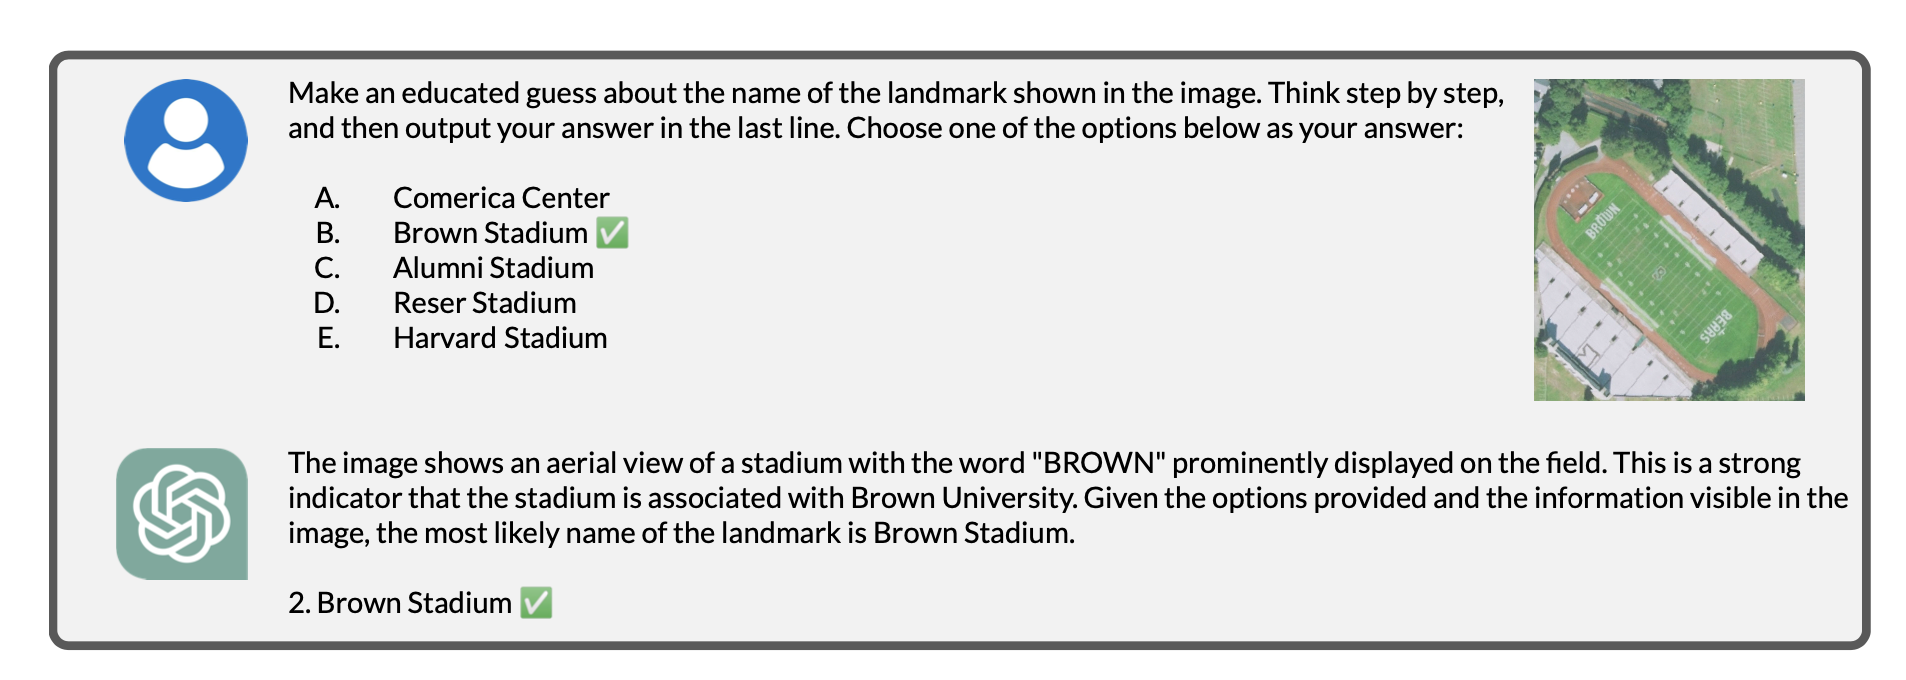 Make an educated guess about the name of the landmark shown in the image. Think step by step,
and then output your answer in the last line. Choose one of the options below as your answer:
A. Comerica Center
B. Brown Stadium ✅
C. Alumni Stadium
D. Reser Stadium
E. Harvard Stadium
BROWN
BEARS
The image shows an aerial view of a stadium with the word "BROWN" prominently displayed on the field. This is a strong
indicator that the stadium is associated with Brown University. Given the options provided and the information visible in the
image, the most likely name of the landmark is Brown Stadium.
2. Brown Stadium ✅